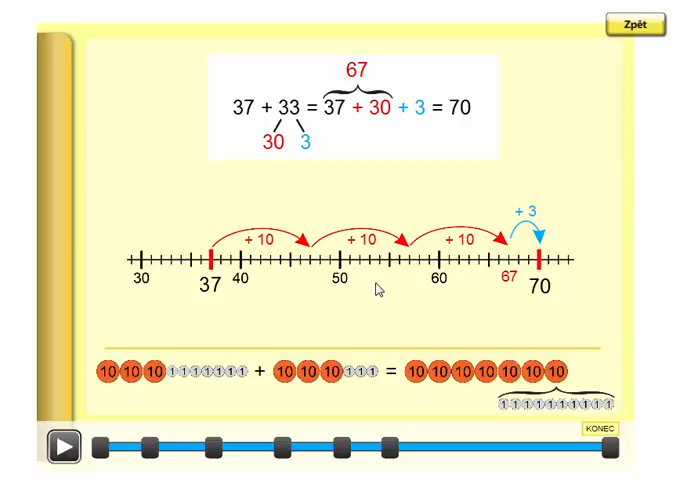 Zpět
67
37 + 33 = 37 + 30 + 3 = 70
30 3
+ 3
+ 10 + 10 + 10
30 37 40 50 60 67 70
10 10 10 1 1 1 1 1 1 1 + 10 10 10 1 1 1 = 10 10 10 10 10 10 10
1 1 1 1 1 1 1 1 1 1
KONEC